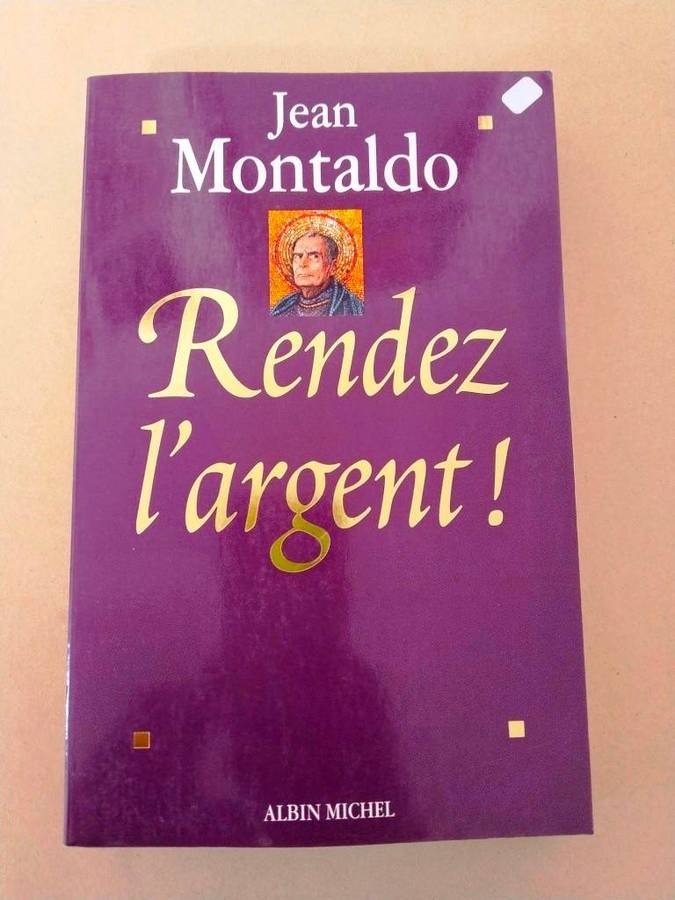 Jean
Montaldo
Rendez
l'argent !
ALBIN MICHEL